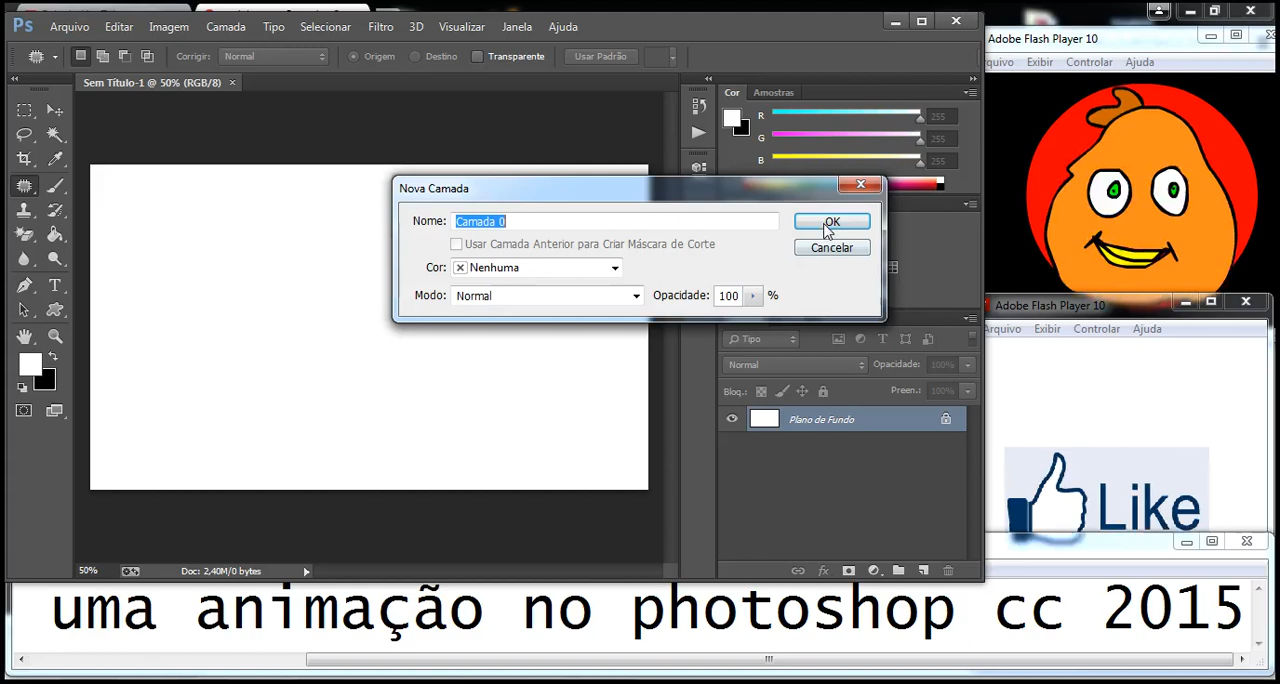 Ps Arquivo Editar Imagem Camada Tipo Selecionar Filtro 3D Visualizar Janela Ajuda
Corrigir: Normal Origem Destino Transparente Usar Padrão
Sem Título-1 @ 50% (RGB/8) ×
Cor Amostras
R 255
G 255
B 255
Nova Camada
Nome: Camada 0 OK
Usar Camada Anterior para Criar Máscara de Corte Cancelar
Cor: Nenhuma
Modo: Normal Opacidade: 100 %
Tipo
Normal Opacidade: 100%
Bloq.: Preen.: 100%
Plano de Fundo
50% Doc: 2,40M/0 bytes
Adobe Flash Player 10
rquivo Exibir Controlar Ajuda
Adobe Flash Player 10
Arquivo Exibir Controlar Ajuda
Like
uma animação no photoshop cc 2015